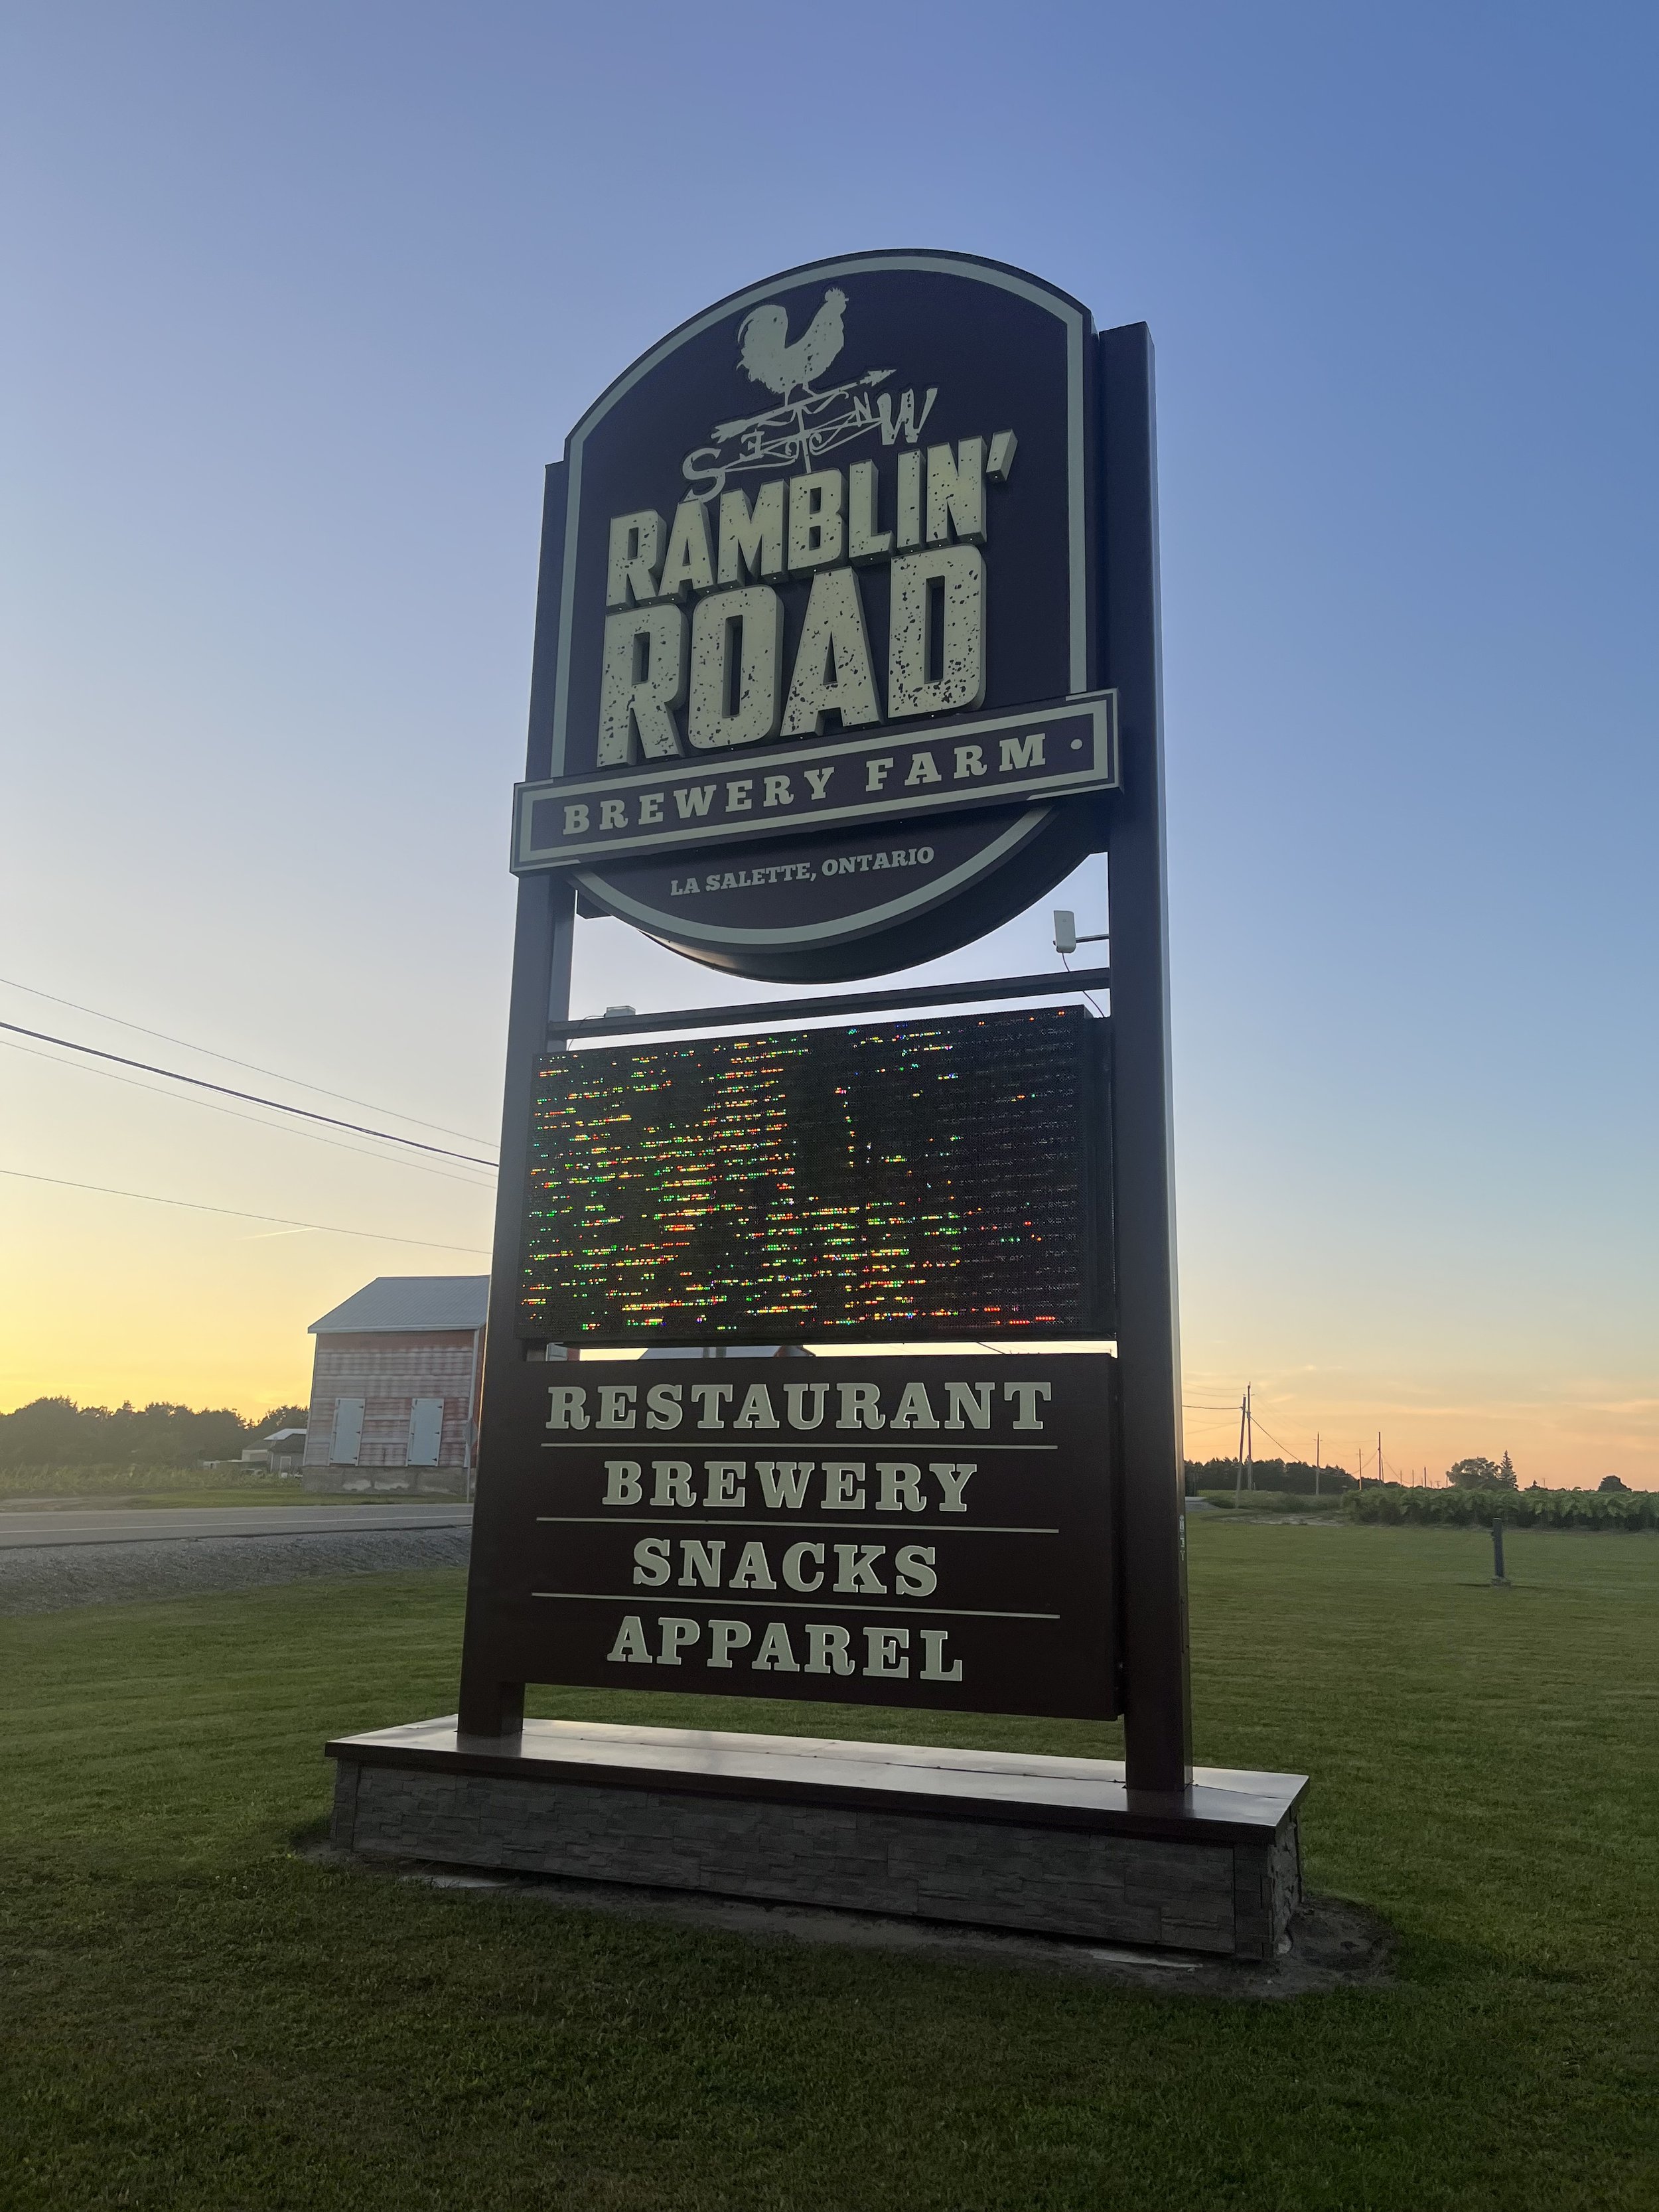 N W
S E
RAMBLIN'
ROAD
BREWERY FARM •
LA SALETTE, ONTARIO
RESTAURANT
BREWERY
SNACKS
APPAREL